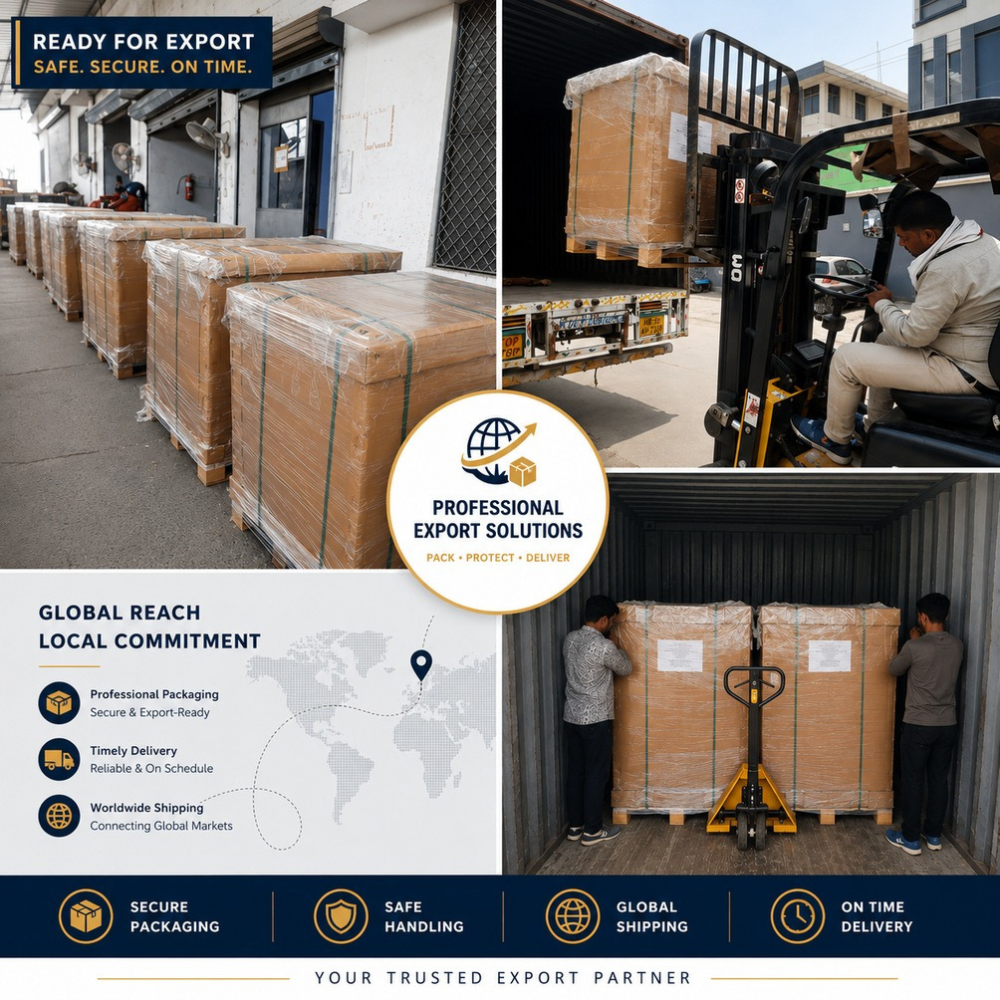 READY FOR EXPORT
SAFE. SECURE. ON TIME.
PROFESSIONAL
EXPORT SOLUTIONS
PACK • PROTECT • DELIVER
GLOBAL REACH
LOCAL COMMITMENT
Professional Packaging
Secure & Export-Ready
Timely Delivery
Reliable & On Schedule
Worldwide Shipping
Connecting Global Markets
SECURE
PACKAGING
SAFE
HANDLING
GLOBAL
SHIPPING
ON TIME
DELIVERY
YOUR TRUSTED EXPORT PARTNER